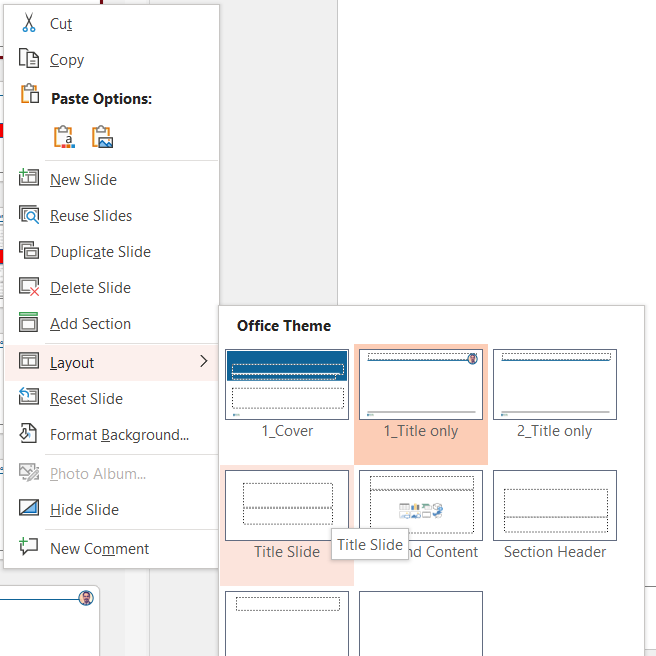 Cut
Copy
Paste Options:
a
New Slide
Reuse Slides
Duplicate Slide
Delete Slide
Add Section
Layout
Reset Slide
Format Background...
Photo Album...
Hide Slide
New Comment
Office Theme
1_Cover
1_Title only
2_Title only
Title Slide
Title Slide
nd Content
Section Header